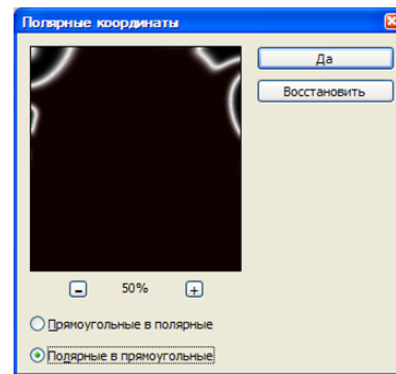 Полярные координаты
Да
Восстановить
50%
Прямоугольные в полярные
Полярные в прямоугольные